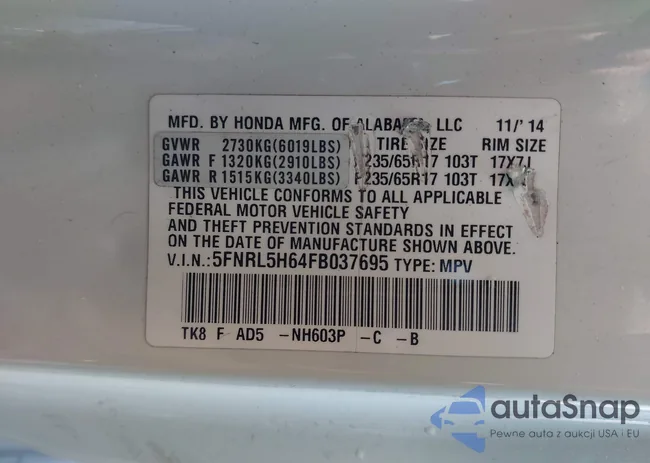 MFD. BY HONDA MFG. OF LLC 11/'14
GVWR 2730KG(6019LBS) TIRE SIZE RIM SIZE
GAWR F 1320KG(2910LBS) P235/65R17 103T 17X7J
GAWR R 1515KG(3340LBS) P235/65R17 103T
THIS VEHICLE CONFORMS TO ALL APPLICABLE
FEDERAL MOTOR VEHICLE SAFETY
AND THEFT PREVENTION STANDARDS IN EFFECT
ON THE DATE OF MANUFACTURE SHOWN ABOVE.
V.I.N.:5FNRL5H64FB037695 TYPE: MPV
TK8 F AD5 -NH603P -C -B
autaSnap
Pewne auta z aukcji USA i EU